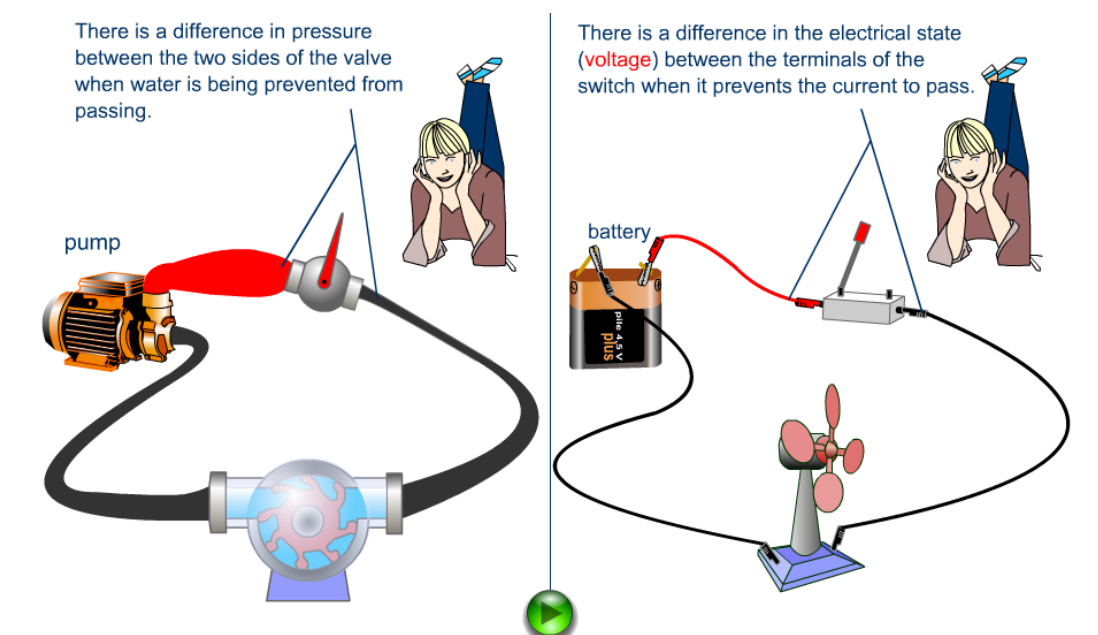 There is a difference in pressure
between the two sides of the valve
when water is being prevented from
passing.
There is a difference in the electrical state
(voltage) between the terminals of the
switch when it prevents the current to pass.
pump
battery
pile 4,5 V
plus